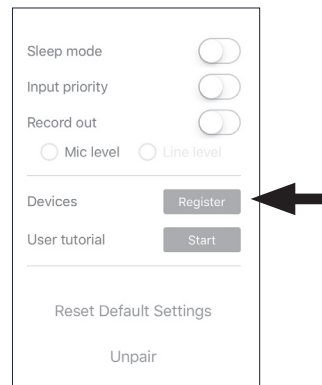 Sleep mode
Input priority
Record out
Mic level Line level
Devices Register
User tutorial Start
Reset Default Settings
Unpair